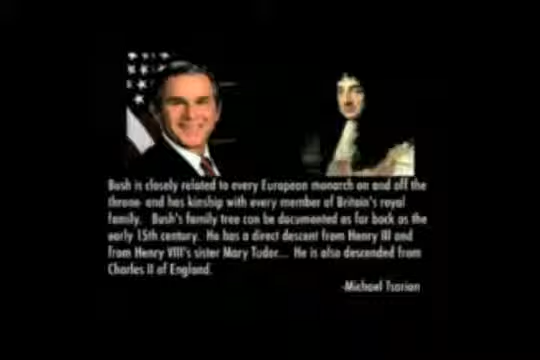 Bush is closely related to every European monarch on and off the
throne- and has kinship with every member of Britain's royal
family. Bush's family tree can be documented as far back as the
early 15th century. He has a direct descent from Henry III and
from Henry VIII's sister Mary Tudor... He is also descended from
Charles II of England.
-Michael Tsarion